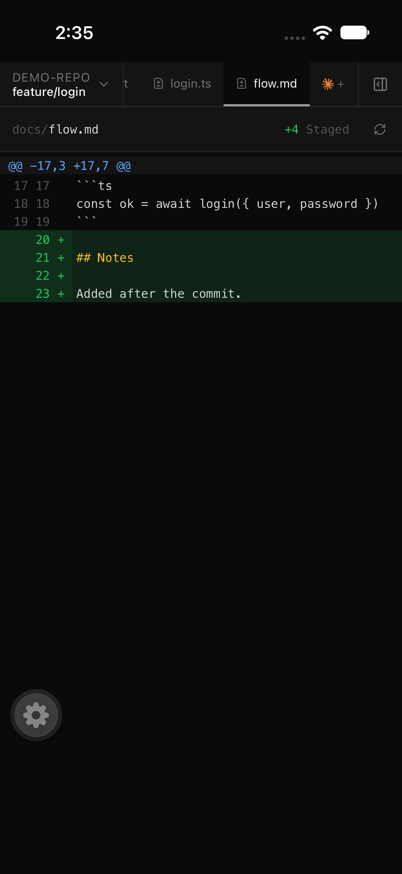 2:35
DEMO-REPO
feature/login
t
login.ts
flow.md
+
docs/flow.md
+4 Staged
@@ -17,3 +17,7 @@
17 17 ```ts
18 18 const ok = await login({ user, password })
19 19 ```
20 +
21 + ## Notes
22 +
23 + Added after the commit.